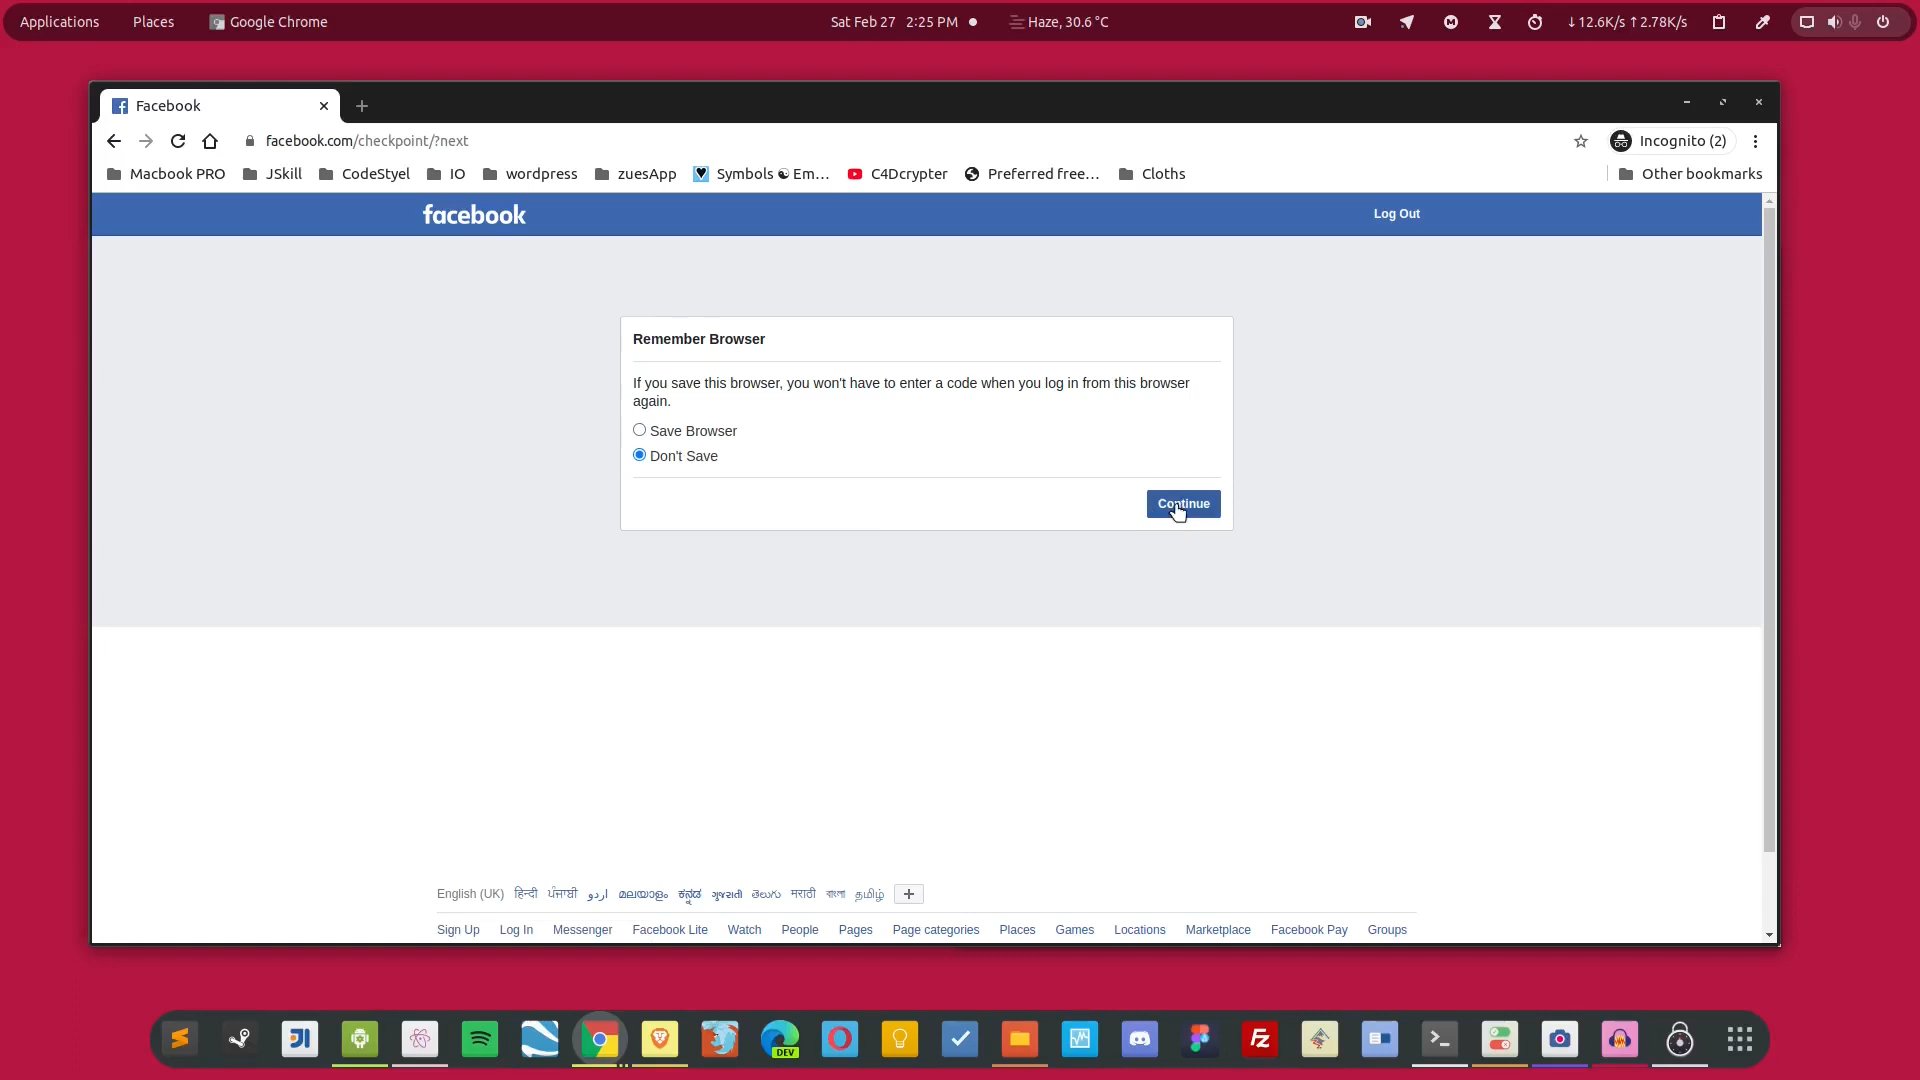 Applications Places Google Chrome Sat Feb 27 2:25 PM Haze, 30.6 °C ↓12.6K/s ↑2.78K/s
Facebook
facebook.com/checkpoint/?next Incognito (2)
Macbook PRO JSkill CodeStyel IO wordpress zuesApp Symbols ☯ Em… C4Dcrypter Preferred free… Cloths Other bookmarks
facebook Log Out
Remember Browser
If you save this browser, you won't have to enter a code when you log in from this browser
again.
Save Browser
Don't Save
Continue
English (UK) हिन्दी ਪੰਜਾਬੀ اردو മലയാളം ಕನ್ನಡ ગુજરાતી తెలుగు मराठी বাংলা தமிழ்
Sign Up Log In Messenger Facebook Lite Watch People Pages Page categories Places Games Locations Marketplace Facebook Pay Groups
DEV